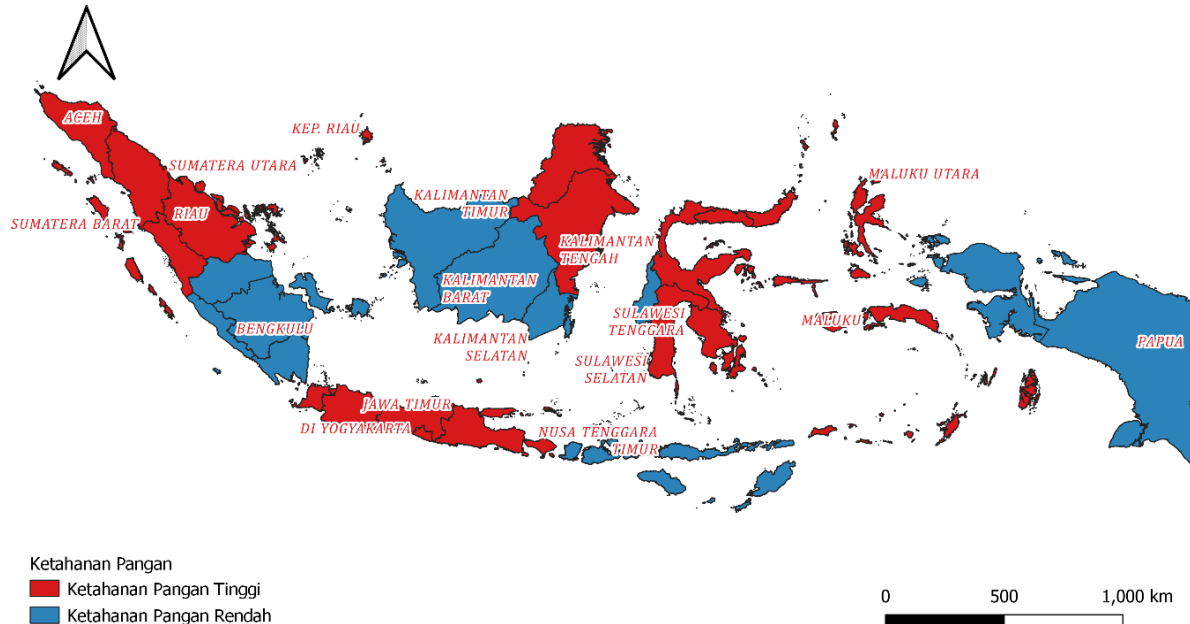 ACEH
KEP. RIAU
SUMATERA UTARA
MALUKU UTARA
KALIMANTAN
TIMUR
SUMATERA BARAT
RIAU
KALIMANTAN
TENGAH
KALIMANTAN
BARAT
SULAWESI
TENGGARA
MALUKU
BENGKULU
KALIMANTAN
SELATAN
PAPUA
SULAWESI
SELATAN
JAWA TIMUR
DI YOGYAKARTA
NUSA TENGGARA
TIMUR
Ketahanan Pangan
Ketahanan Pangan Tinggi
Ketahanan Pangan Rendah
0 500 1,000 km